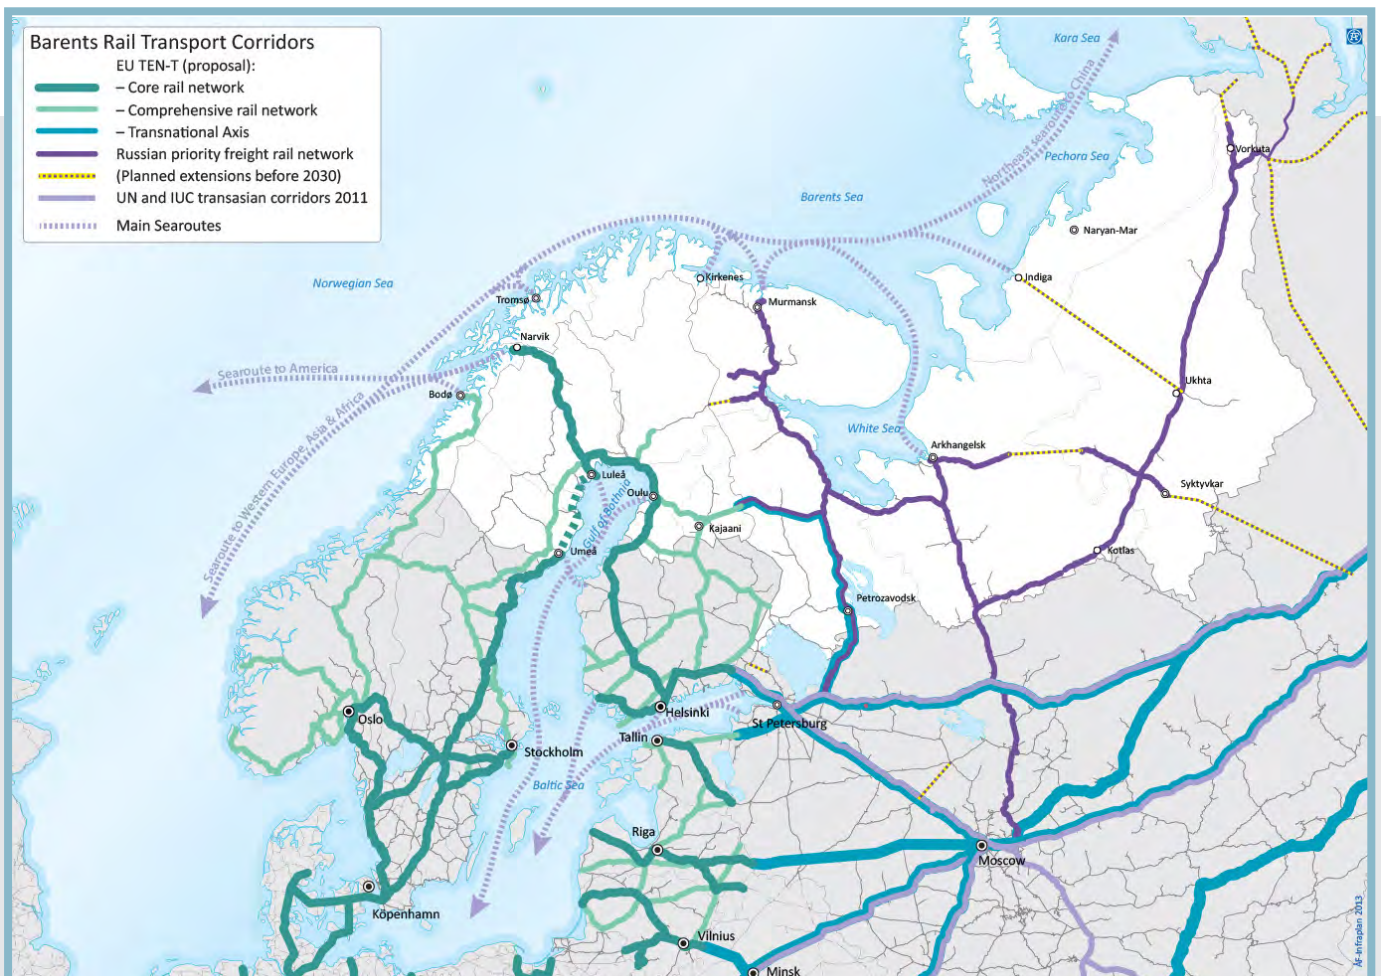 Barents Rail Transport Corridors
EU TEN-T (proposal):
– Core rail network
– Comprehensive rail network
– Transnational Axis
Russian priority freight rail network
(Planned extensions before 2030)
UN and IUC transasian corridors 2011
Main Searoutes
Kara Sea
Northeast searoute to China
Pechora Sea
Vorkuta
Barents Sea
Naryan-Mar
Norwegian Sea
Kirkenes
Indiga
Tromsø
Murmansk
Narvik
Searoute to America
Ukhta
Bodø
Searoute to Western Europe Asia & Africa
White Sea
Arkhangelsk
Luleå
Syktyvkar
Oulu
Gulf of Bothnia
Kajaani
Umeå
Kotlas
Petrozavodsk
Oslo
Helsinki
St Petersburg
Tallin
Stockholm
Baltic Sea
Riga
Moscow
Köpenhamn
Vilnius
Minsk
ÅF-Infraplan 2013